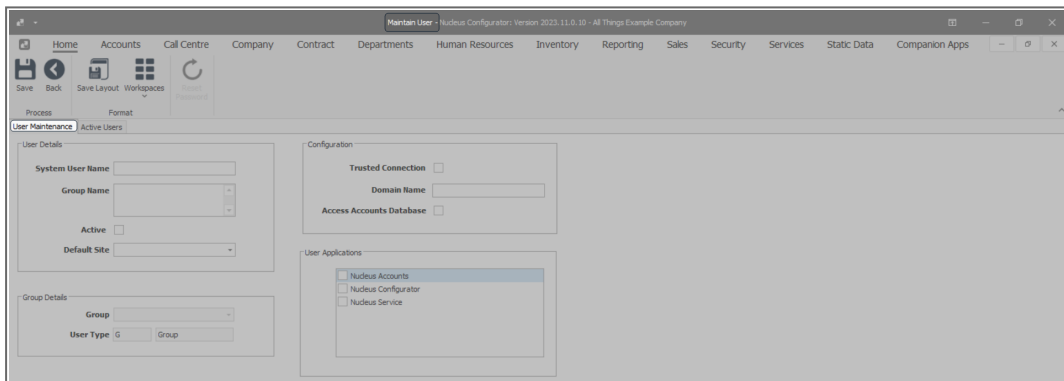 Maintain User - Nucleus Configurator: Version 2023.11.0.10 - All Things Example Company
Home Accounts Call Centre Company Contract Departments Human Resources Inventory Reporting Sales Security Services Static Data Companion Apps
Save Back Save Layout Workspaces Reset Password
Process Format
User Maintenance Active Users
User Details
System User Name
Group Name
Active
Default Site
Group Details
Group
User Type G Group
Configuration
Trusted Connection
Domain Name
Access Accounts Database
User Applications
Nucleus Accounts
Nucleus Configurator
Nucleus Service